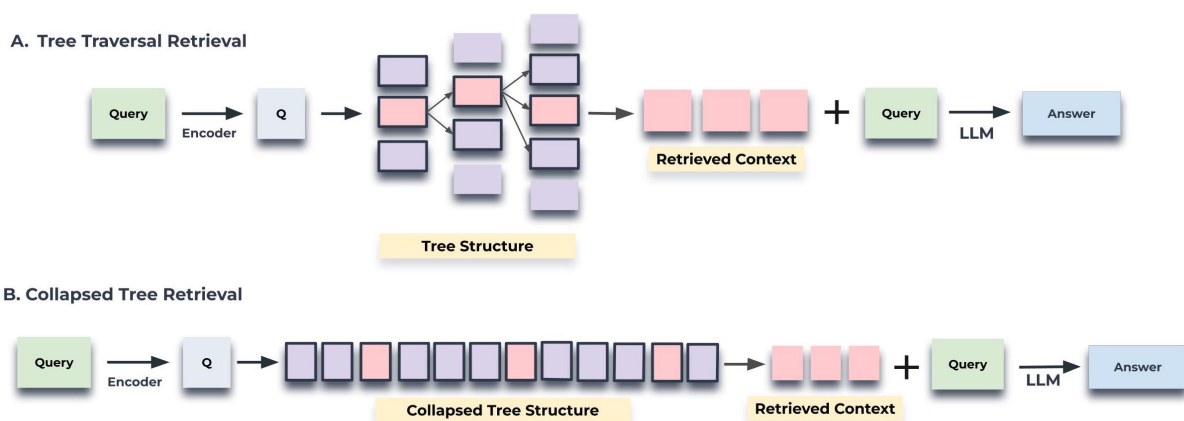 A. Tree Traversal Retrieval
Query
Encoder
Q
Tree Structure
Retrieved Context
Query
LLM
Answer
B. Collapsed Tree Retrieval
Query
Encoder
Q
Collapsed Tree Structure
Retrieved Context
Query
LLM
Answer